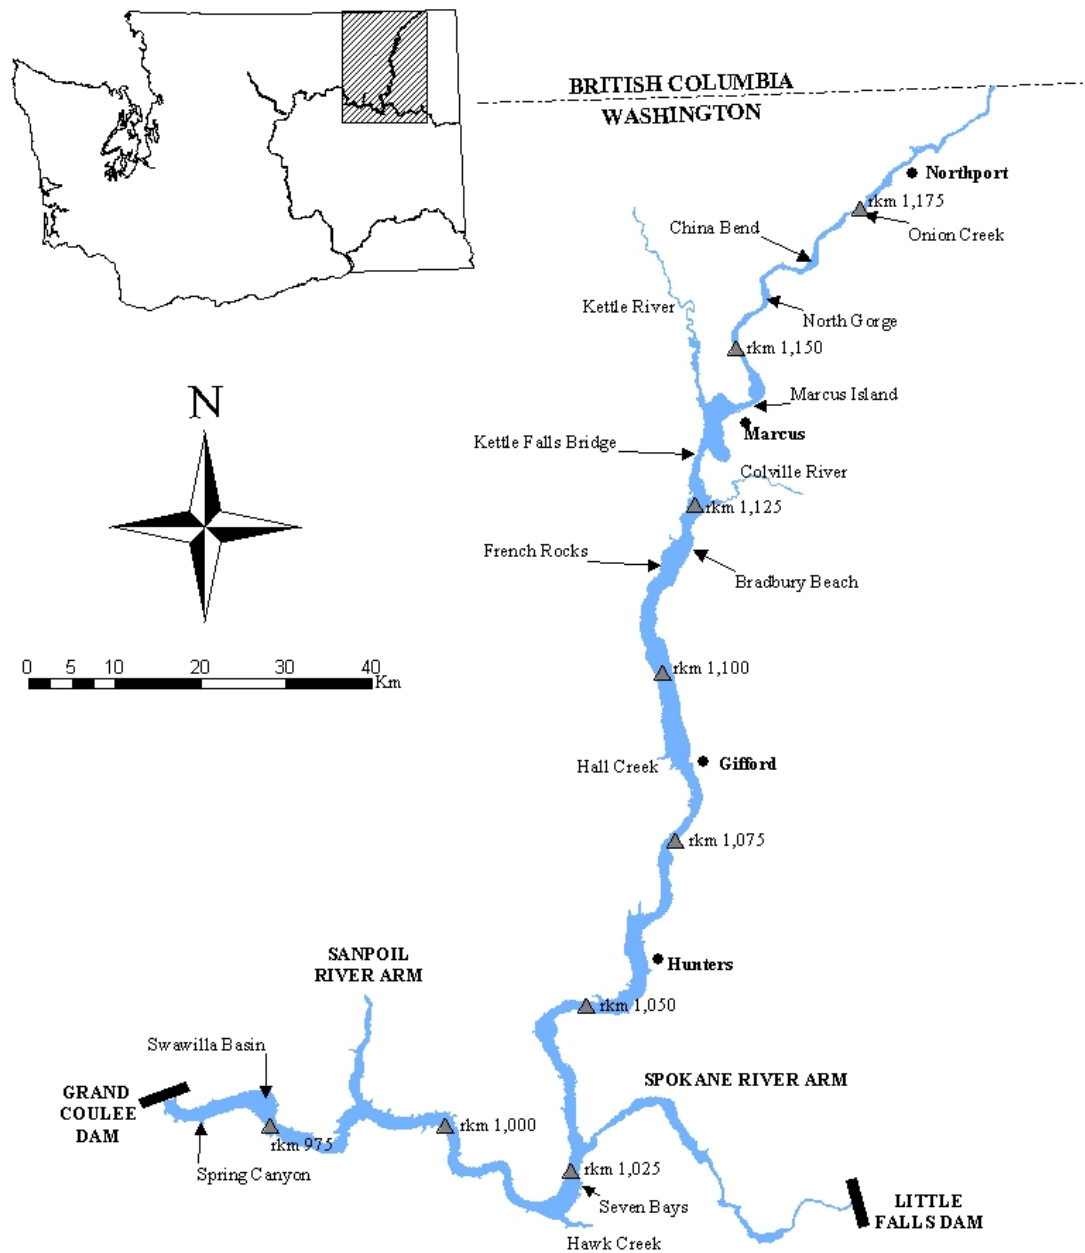 BRITISH COLUMBIA
WASHINGTON
Northport
rkm 1,175
Onion Creek
China Bend
Kettle River
North Gorge
rkm 1,150
Marcus Island
Marcus
Kettle Falls Bridge
Colville River
rkm 1,125
French Rocks
Bradbury Beach
N
0 5 10 20 30 40
Km
rkm 1,100
Hall Creek
Gifford
rkm 1,075
SANPOIL
RIVER ARM
Hunters
rkm 1,050
Swawilla Basin
SPOKANE RIVER ARM
GRAND
COULEE
DAM
rkm 1,000
rkm 975
Spring Canyon
rkm 1,025
Seven Bays
LITTLE
FALLS DAM
Hawk Creek